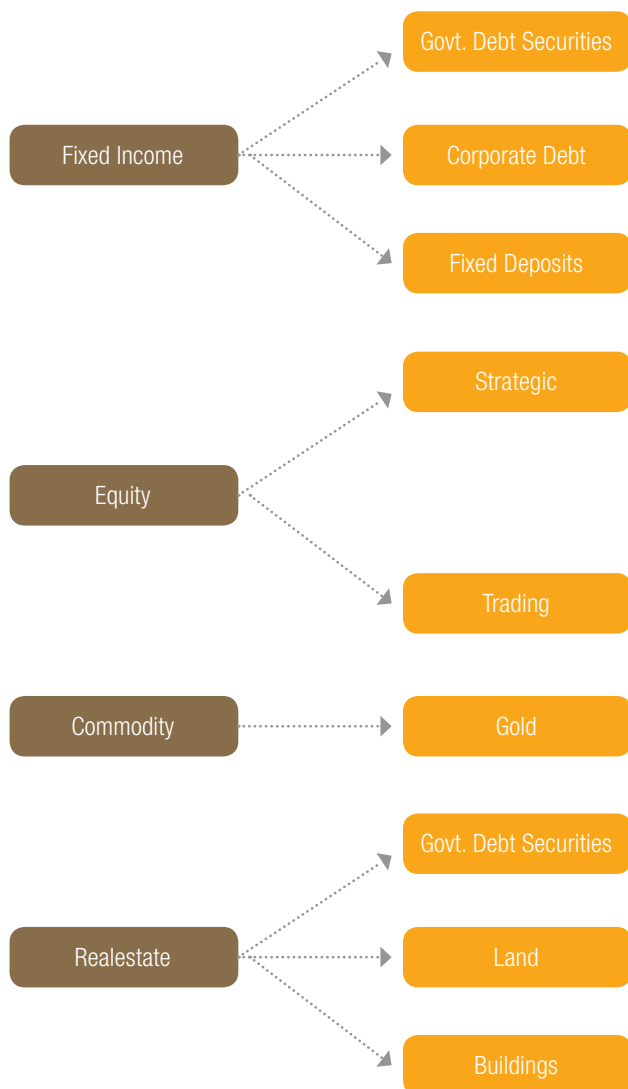 Govt. Debt Securities
Fixed Income
Corporate Debt
Fixed Deposits
Strategic
Equity
Trading
Commodity
Gold
Govt. Debt Securities
Realestate
Land
Buildings